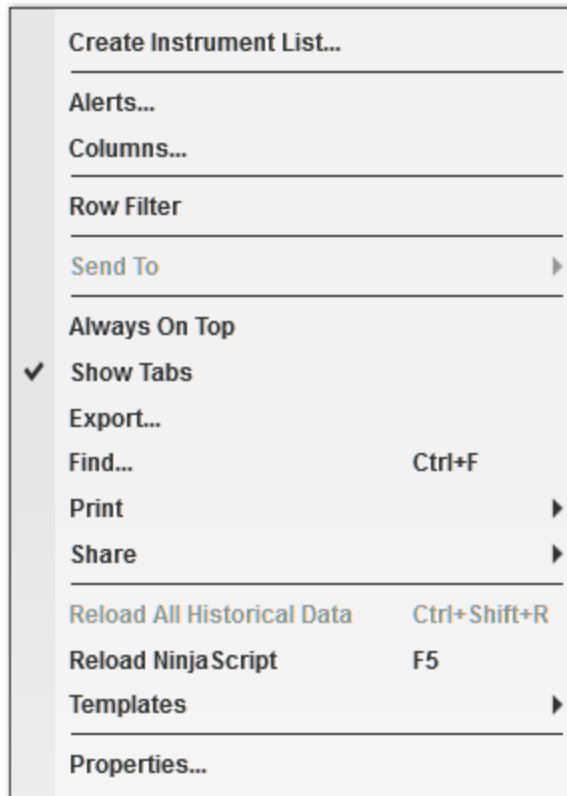 Create Instrument List...
Alerts...
Columns...
Row Filter
Send To
Always On Top
Show Tabs
Export...
Find... Ctrl+F
Print
Share
Reload All Historical Data Ctrl+Shift+R
Reload NinjaScript F5
Templates
Properties...